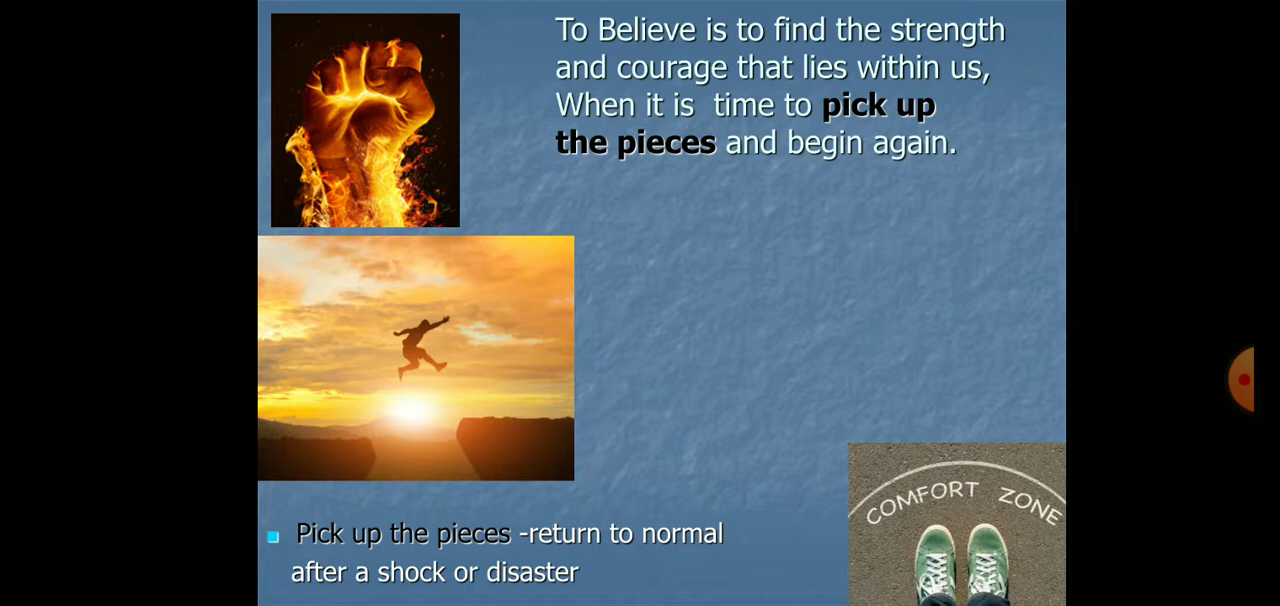 To Believe is to find the strength
and courage that lies within us,
When it is time to pick up
the pieces and begin again.
COMFORT ZONE
Pick up the pieces -return to normal
after a shock or disaster